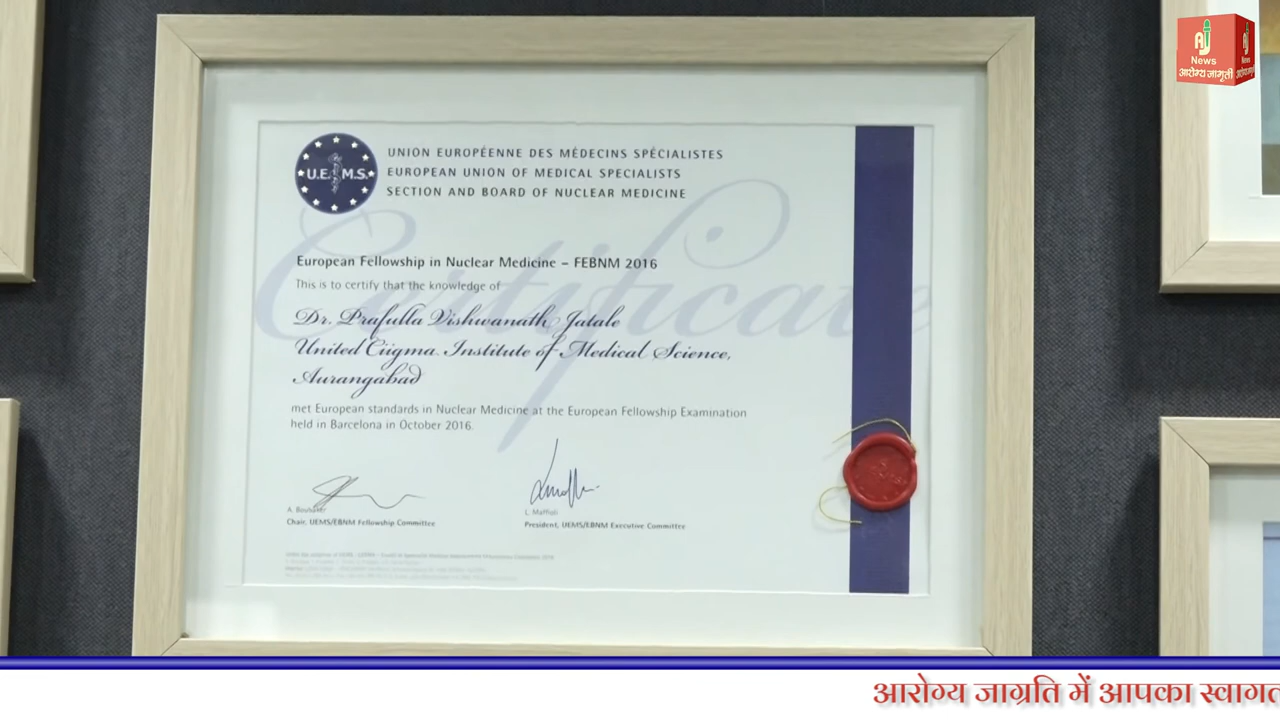 AJ
News
आरोग्य जागृती
U.E.M.S.
UNION EUROPÉENNE DES MÉDECINS SPÉCIALISTES
EUROPEAN UNION OF MEDICAL SPECIALISTS
SECTION AND BOARD OF NUCLEAR MEDICINE
Certificate
European Fellowship in Nuclear Medicine – FEBNM 2016
This is to certify that the knowledge of
Dr. Prafulla Vishwanath Jatale
United Ciigma Institute of Medical Science,
Aurangabad
met European standards in Nuclear Medicine at the European Fellowship Examination
held in Barcelona in October 2016.
A.
L. Maffioli
Chair, UEMS/EBNM Fellowship Committee
President, UEMS/EBNM Executive Committee
आरोग्य जाग्रति में आपका स्वागत